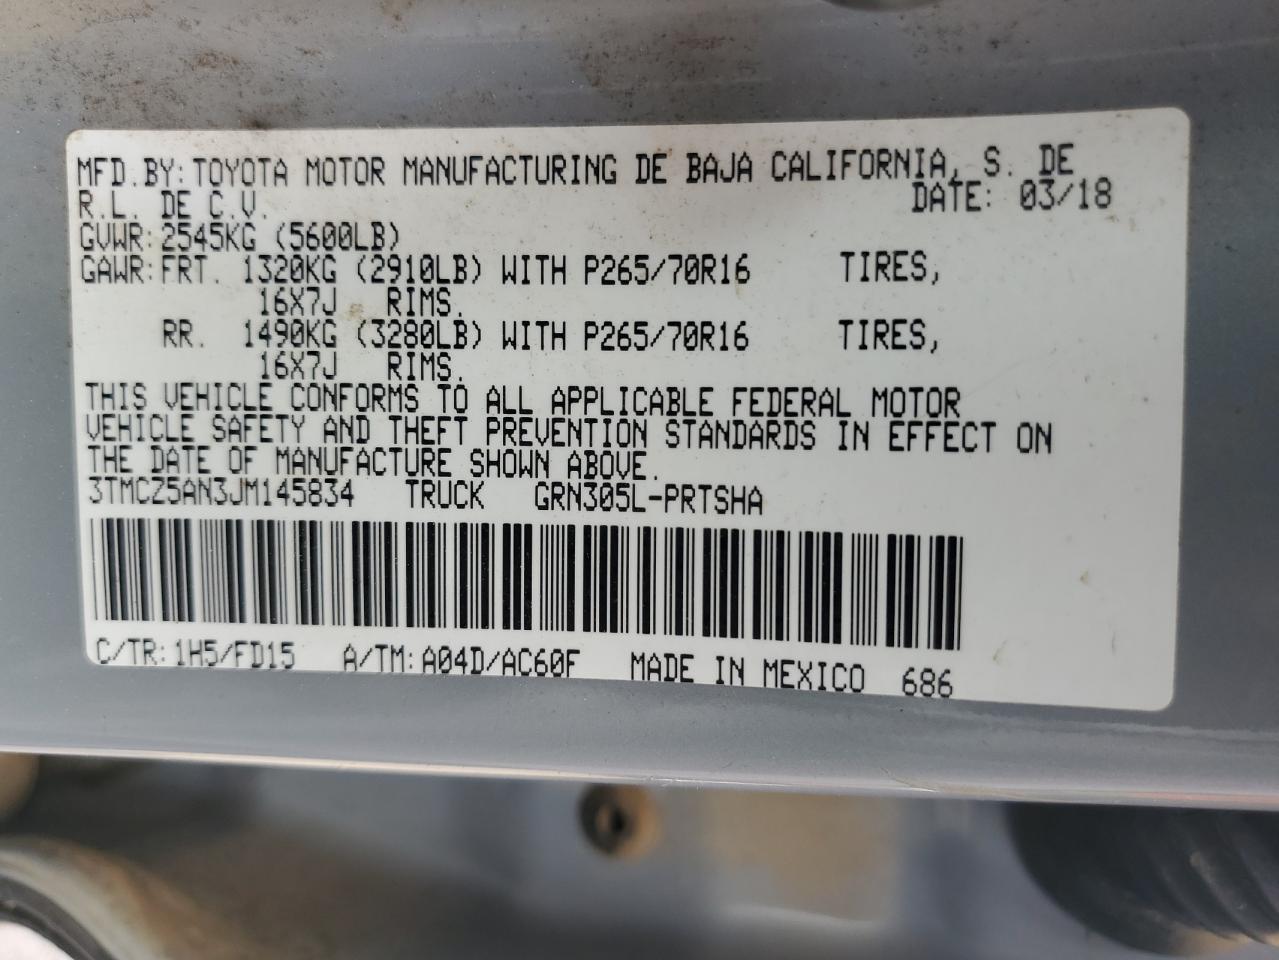 MFD.BY: TOYOTA MOTOR MANUFACTURING DE BAJA CALIFORNIA, S. DE
R.L. DE C.V. DATE: 03/18
GVWR: 2545KG (5600LB)
GAWR: FRT. 1320KG (2910LB) WITH P265/70R16 TIRES,
16X7J RIMS.
RR. 1490KG (3280LB) WITH P265/70R16 TIRES,
16X7J RIMS.
THIS VEHICLE CONFORMS TO ALL APPLICABLE FEDERAL MOTOR
VEHICLE SAFETY AND THEFT PREVENTION STANDARDS IN EFFECT ON
THE DATE OF MANUFACTURE SHOWN ABOVE.
3TMCZ5AN3JM145834 TRUCK GRN305L-PRTSHA
C/TR: 1H5/FD15 A/TM: A04D/AC60F MADE IN MEXICO 686